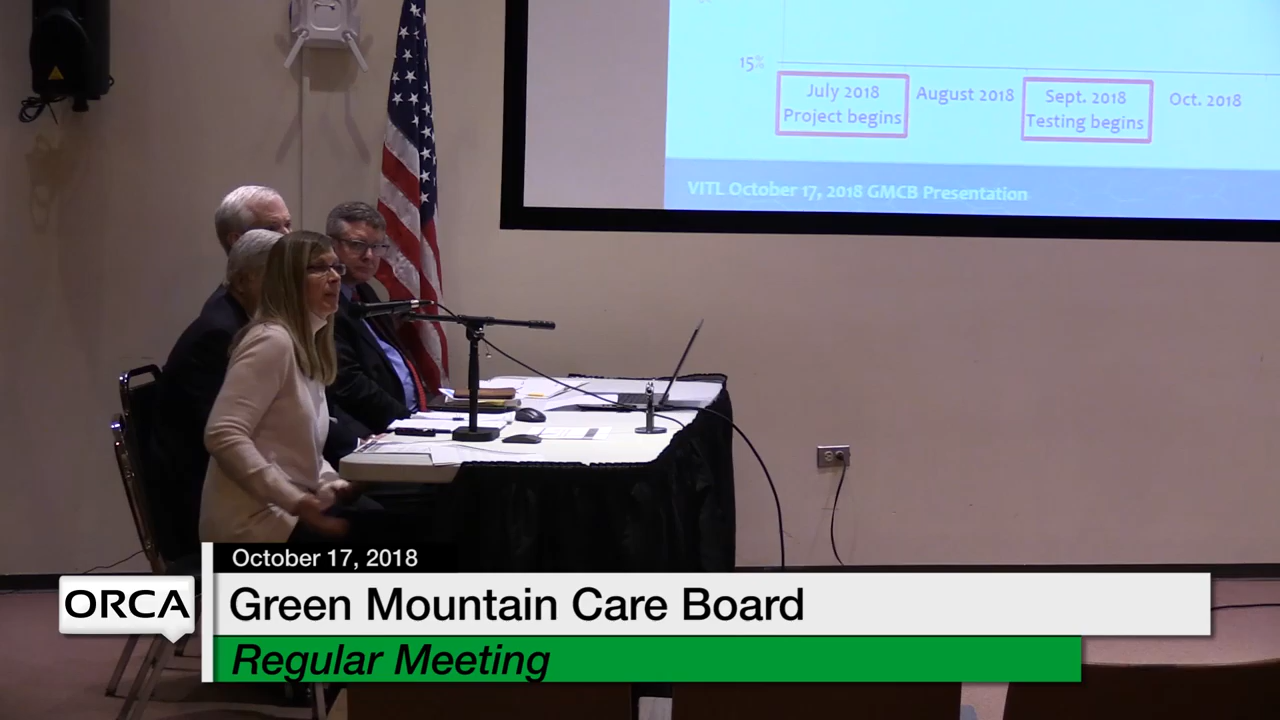 15%
July 2018
Project begins
August 2018
Sept. 2018
Testing begins
Oct. 2018
VITL October 17, 2018 GMCB Presentation
October 17, 2018
ORCA
Green Mountain Care Board
Regular Meeting